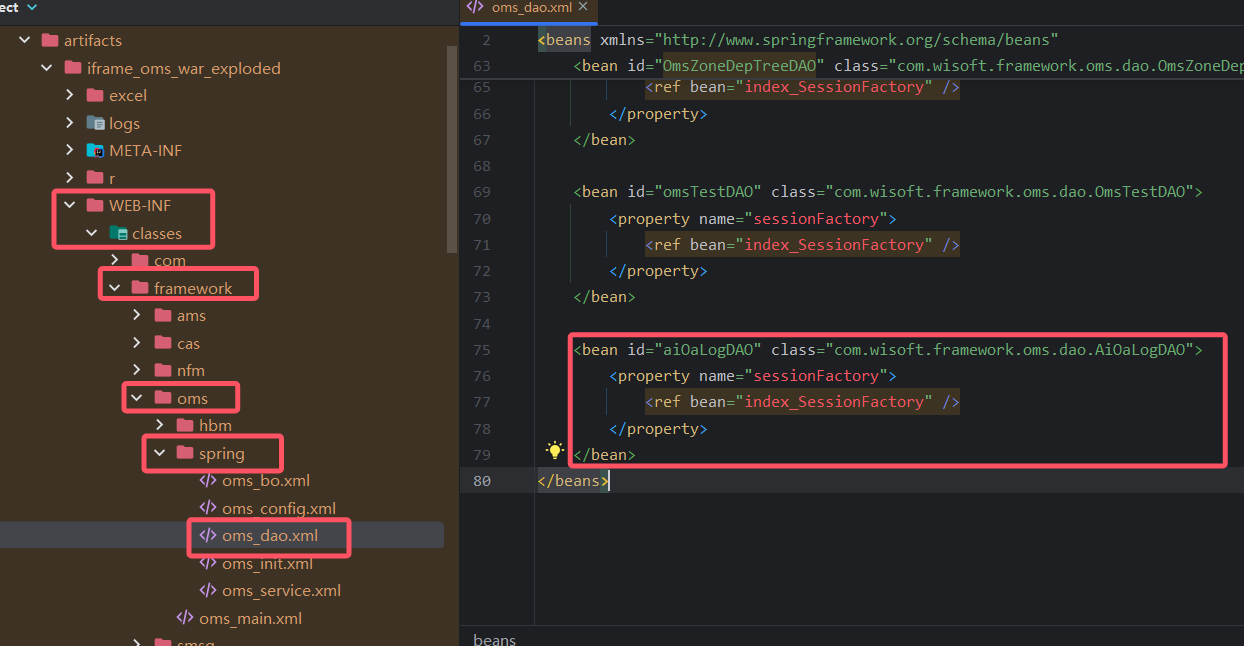 ect
artifacts
iframe_oms_war_exploded
excel
logs
META-INF
r
WEB-INF
classes
com
framework
ams
cas
nfm
oms
hbm
spring
oms_bo.xml
oms_config.xml
oms_dao.xml
oms_init.xml
oms_service.xml
oms_main.xml
smsg
oms_dao.xml
2 <beans xmlns="http://www.springframework.org/schema/beans"
63 <bean id="OmsZoneDepTreeDAO" class="com.wisoft.framework.oms.dao.OmsZoneDep
65 <ref bean="index_SessionFactory" />
66 </property>
67 </bean>
68
69 <bean id="omsTestDAO" class="com.wisoft.framework.oms.dao.OmsTestDAO">
70 <property name="sessionFactory">
71 <ref bean="index_SessionFactory" />
72 </property>
73 </bean>
74
75 <bean id="aiOaLogDAO" class="com.wisoft.framework.oms.dao.AiOaLogDAO">
76 <property name="sessionFactory">
77 <ref bean="index_SessionFactory" />
78 </property>
79 </bean>
80 </beans>
beans